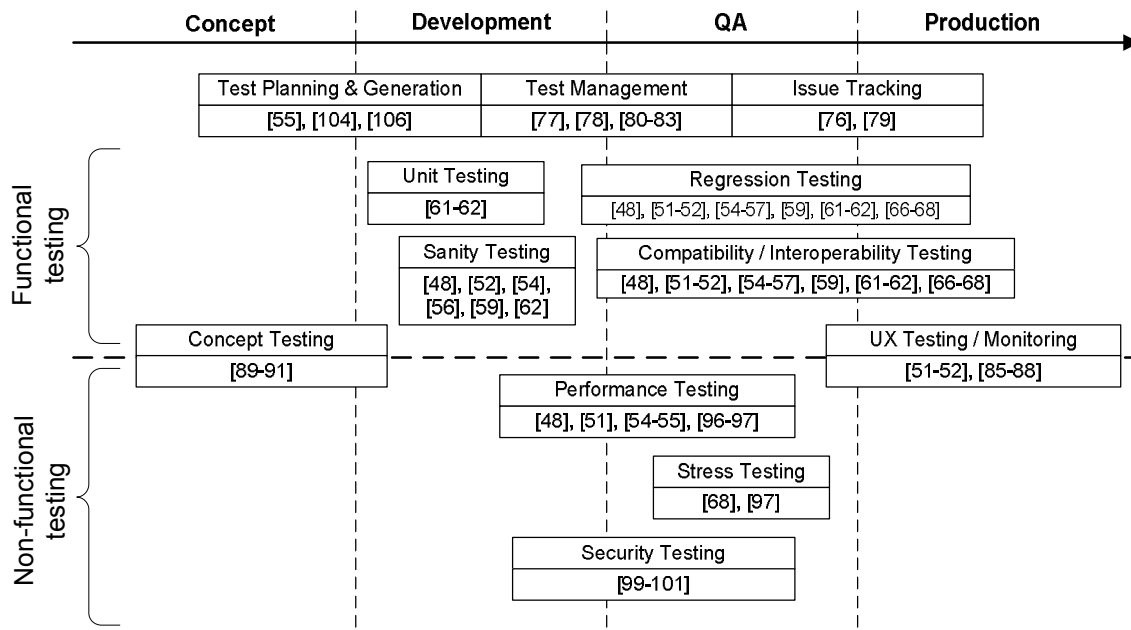 Concept Development QA Production
Test Planning & Generation Test Management Issue Tracking
[55], [104], [106] [77], [78], [80-83] [76], [79]
Functional testing
Unit Testing Regression Testing
[61-62] [48], [51-52], [54-57], [59], [61-62], [66-68]
Sanity Testing Compatibility / Interoperability Testing
[48], [52], [54], [48], [51-52], [54-57], [59], [61-62], [66-68]
[56], [59], [62]
Concept Testing UX Testing / Monitoring
[89-91] [51-52], [85-88]
Non-functional testing
Performance Testing
[48], [51], [54-55], [96-97]
Stress Testing
[68], [97]
Security Testing
[99-101]